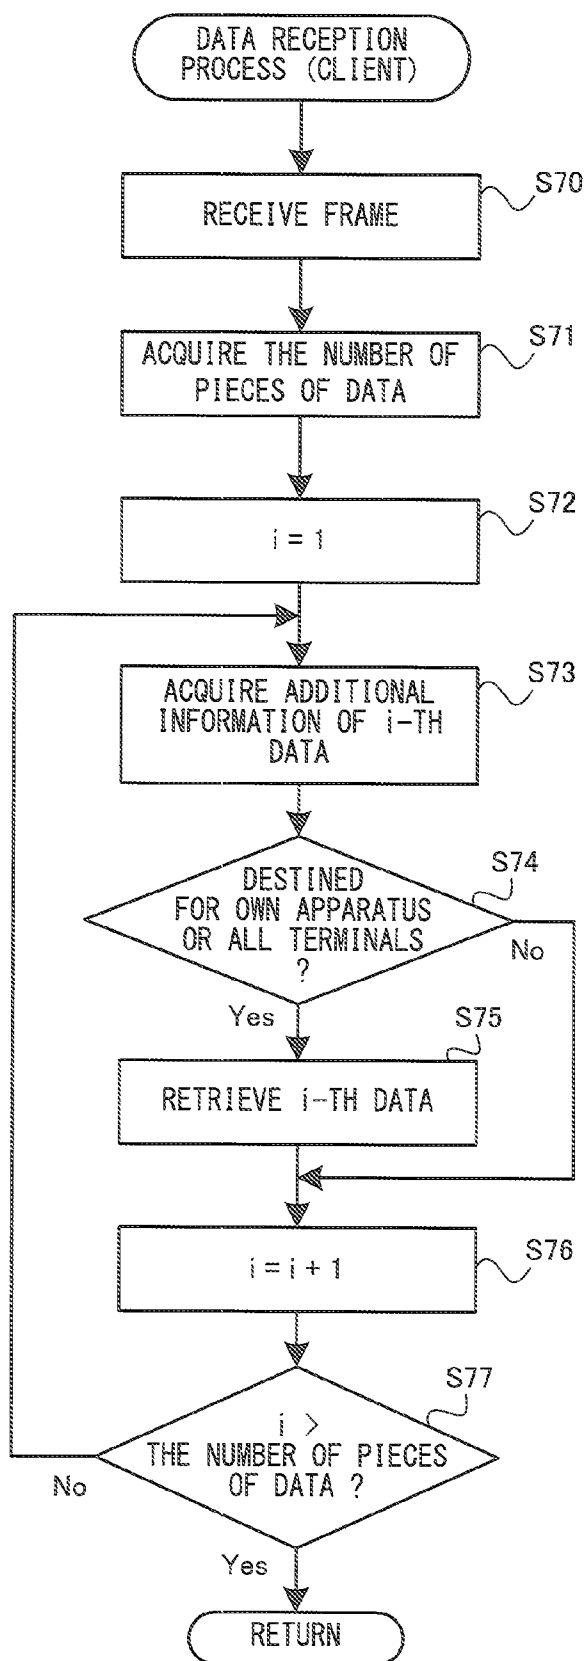 DATA RECEPTION
PROCESS (CLIENT)
S70
RECEIVE FRAME
S71
ACQUIRE THE NUMBER OF
PIECES OF DATA
S72
i = 1
S73
ACQUIRE ADDITIONAL
INFORMATION OF i-TH
DATA
S74
DESTINED
FOR OWN APPARATUS
OR ALL TERMINALS
?
No
Yes
S75
RETRIEVE i-TH DATA
S76
i = i + 1
S77
i >
THE NUMBER OF PIECES
OF DATA ?
No
Yes
RETURN